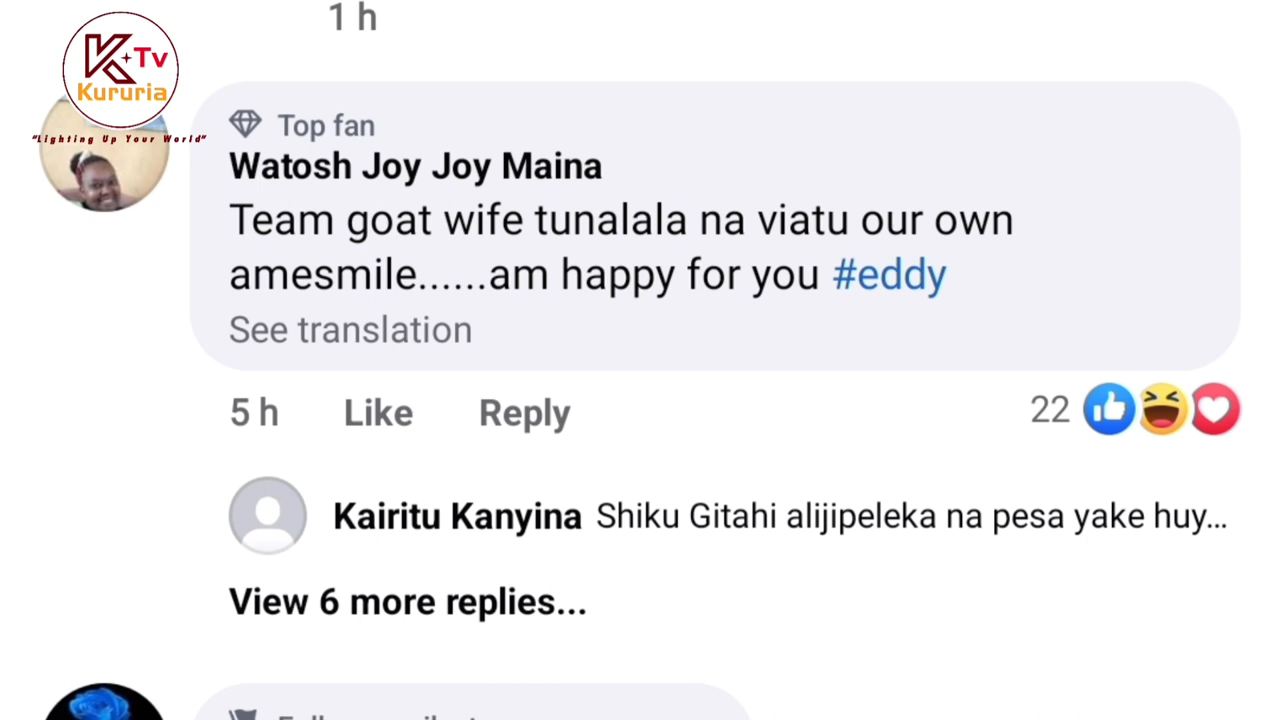 1 h
K Tv
Kururia
"Lighting Up Your World"
Top fan
Watosh Joy Joy Maina
Team goat wife tunalala na viatu our own
amesmile......am happy for you #eddy
See translation
5 h Like Reply 22
Kairitu Kanyina Shiku Gitahi alijipeleka na pesa yake huy...
View 6 more replies...